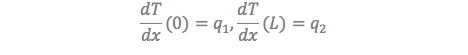 dT/dx (0) = q₁, dT/dx (L) = q₂